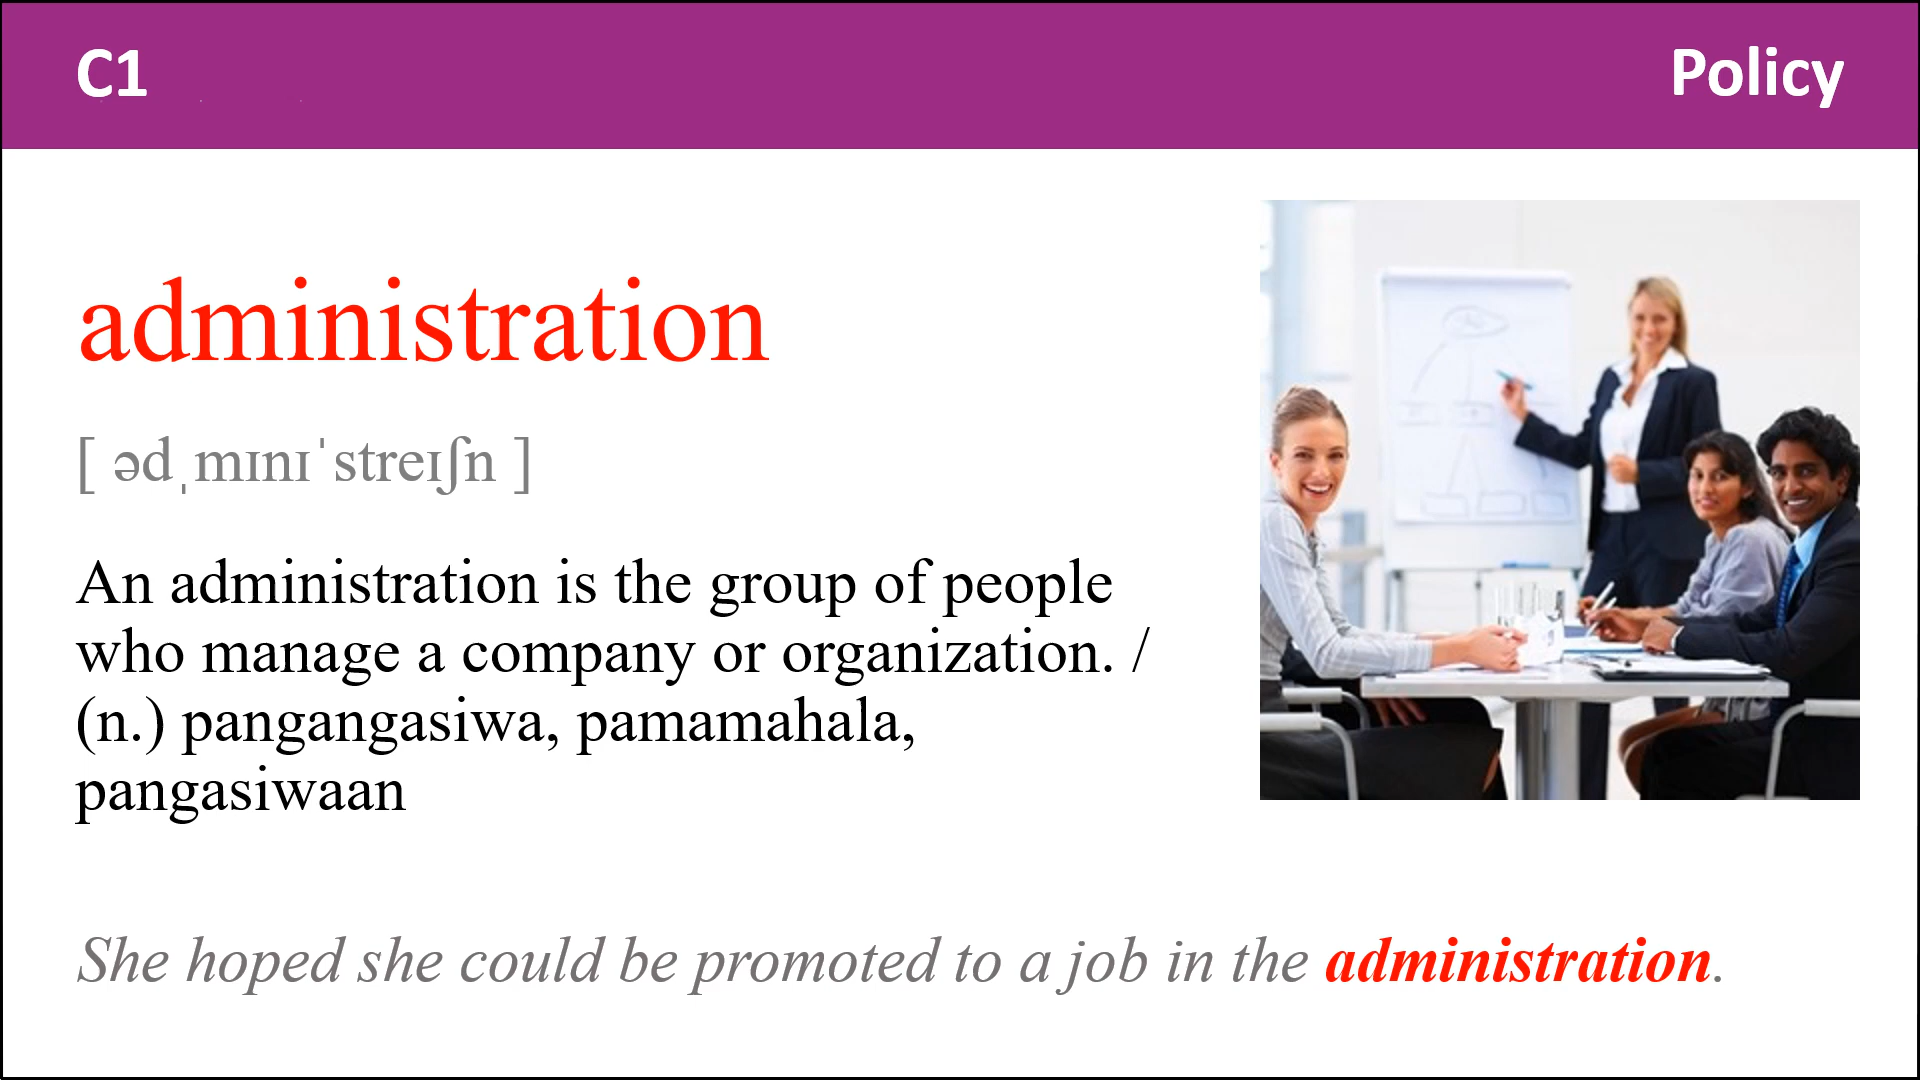 C1
Policy
administration
[ ədˌmɪnɪˈstreɪʃn ]
An administration is the group of people
who manage a company or organization. /
(n.) pangangasiwa, pamamahala,
pangasiwaan
She hoped she could be promoted to a job in the administration.